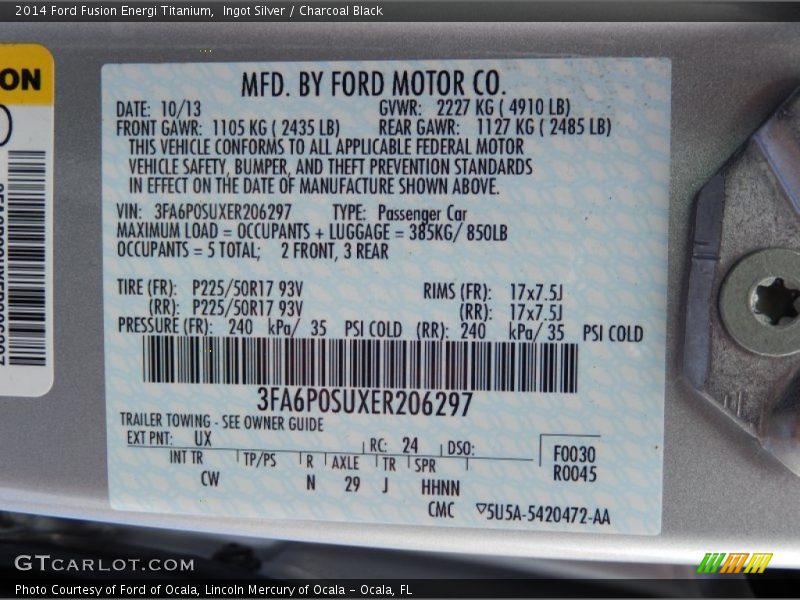 2014 Ford Fusion Energi Titanium, Ingot Silver / Charcoal Black
ON
MFD. BY FORD MOTOR CO.
DATE: 10/13 GVWR: 2227 KG ( 4910 LB)
FRONT GAWR: 1105 KG ( 2435 LB) REAR GAWR: 1127 KG ( 2485 LB)
THIS VEHICLE CONFORMS TO ALL APPLICABLE FEDERAL MOTOR
VEHICLE SAFETY, BUMPER, AND THEFT PREVENTION STANDARDS
IN EFFECT ON THE DATE OF MANUFACTURE SHOWN ABOVE.
VIN: 3FA6P0SUXER206297 TYPE: Passenger Car
MAXIMUM LOAD = OCCUPANTS + LUGGAGE = 385KG/ 850LB
OCCUPANTS = 5 TOTAL; 2 FRONT, 3 REAR
TIRE (FR): P225/50R17 93V RIMS (FR): 17x7.5J
(RR): P225/50R17 93V (RR): 17x7.5J
PRESSURE (FR): 240 kPa/ 35 PSI COLD (RR): 240 kPa/ 35 PSI COLD
3FA6P0SUXER206297
TRAILER TOWING - SEE OWNER GUIDE
EXT PNT: UX RC: 24 DSO:
INT TR TP/PS R AXLE TR SPR
CW N 29 J HHNN
F0030
R0045
CMC ▽5U5A-5420472-AA
GTCARLOT.COM
Photo Courtesy of Ford of Ocala, Lincoln Mercury of Ocala - Ocala, FL